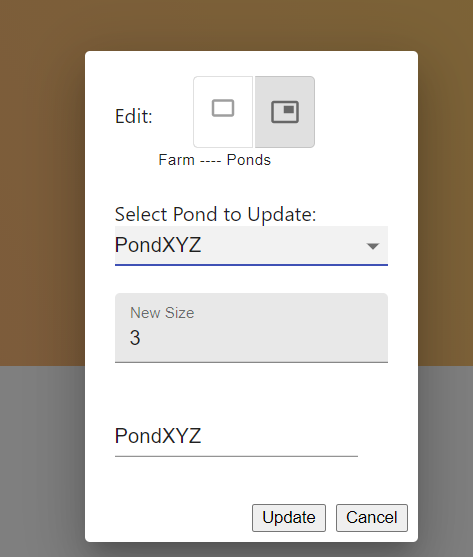 Edit:
Farm ---- Ponds
Select Pond to Update:
PondXYZ
New Size
3
PondXYZ
Update Cancel